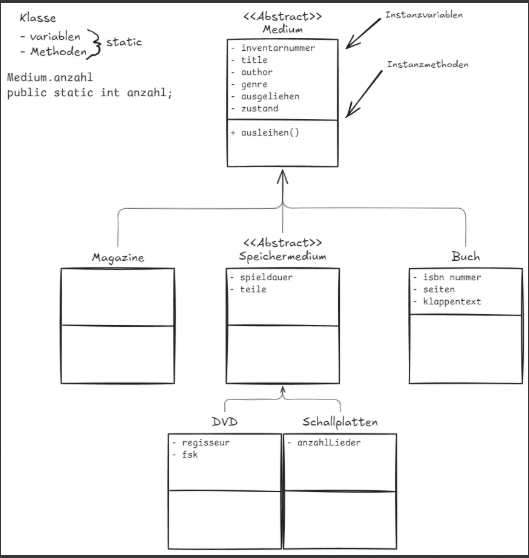 Klasse
- variablen
- Methoden
static
Medium.anzahl
public static int anzahl;
<<Abstract>>
Medium
- inventarnummer
- title
- author
- genre
- ausgeliehen
- zustand
+ ausleihen()
Instanzvariablen
Instanzmethoden
Magazine
<<Abstract>>
Speichermedium
- spieldauer
- teile
Buch
- isbn nummer
- seiten
- klappentext
DVD
- regisseur
- fsk
Schallplatten
- anzahlLieder